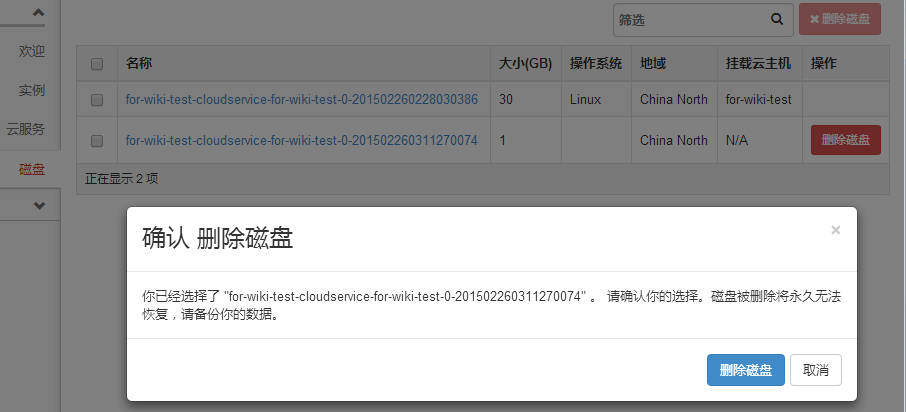 筛选
删除磁盘
欢迎
实例
云服务
磁盘
名称 大小(GB) 操作系统 地域 挂载云主机 操作
for-wiki-test-cloudservice-for-wiki-test-0-201502260228030386 30 Linux China North for-wiki-test
for-wiki-test-cloudservice-for-wiki-test-0-201502260311270074 1 China North N/A 删除磁盘
正在显示 2 项
确认 删除磁盘
×
你已经选择了 "for-wiki-test-cloudservice-for-wiki-test-0-201502260311270074" 。 请确认你的选择。磁盘被删除将永久无法
恢复，请备份你的数据。
删除磁盘 取消